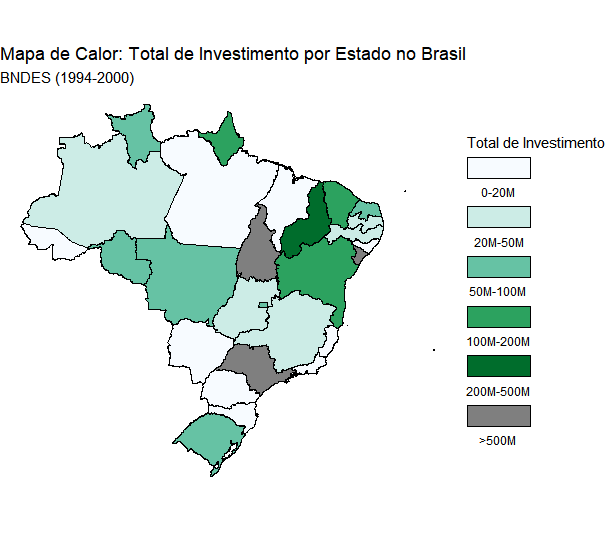 Mapa de Calor: Total de Investimento por Estado no Brasil
BNDES (1994-2000)
Total de Investimento
0-20M
20M-50M
50M-100M
100M-200M
200M-500M
>500M